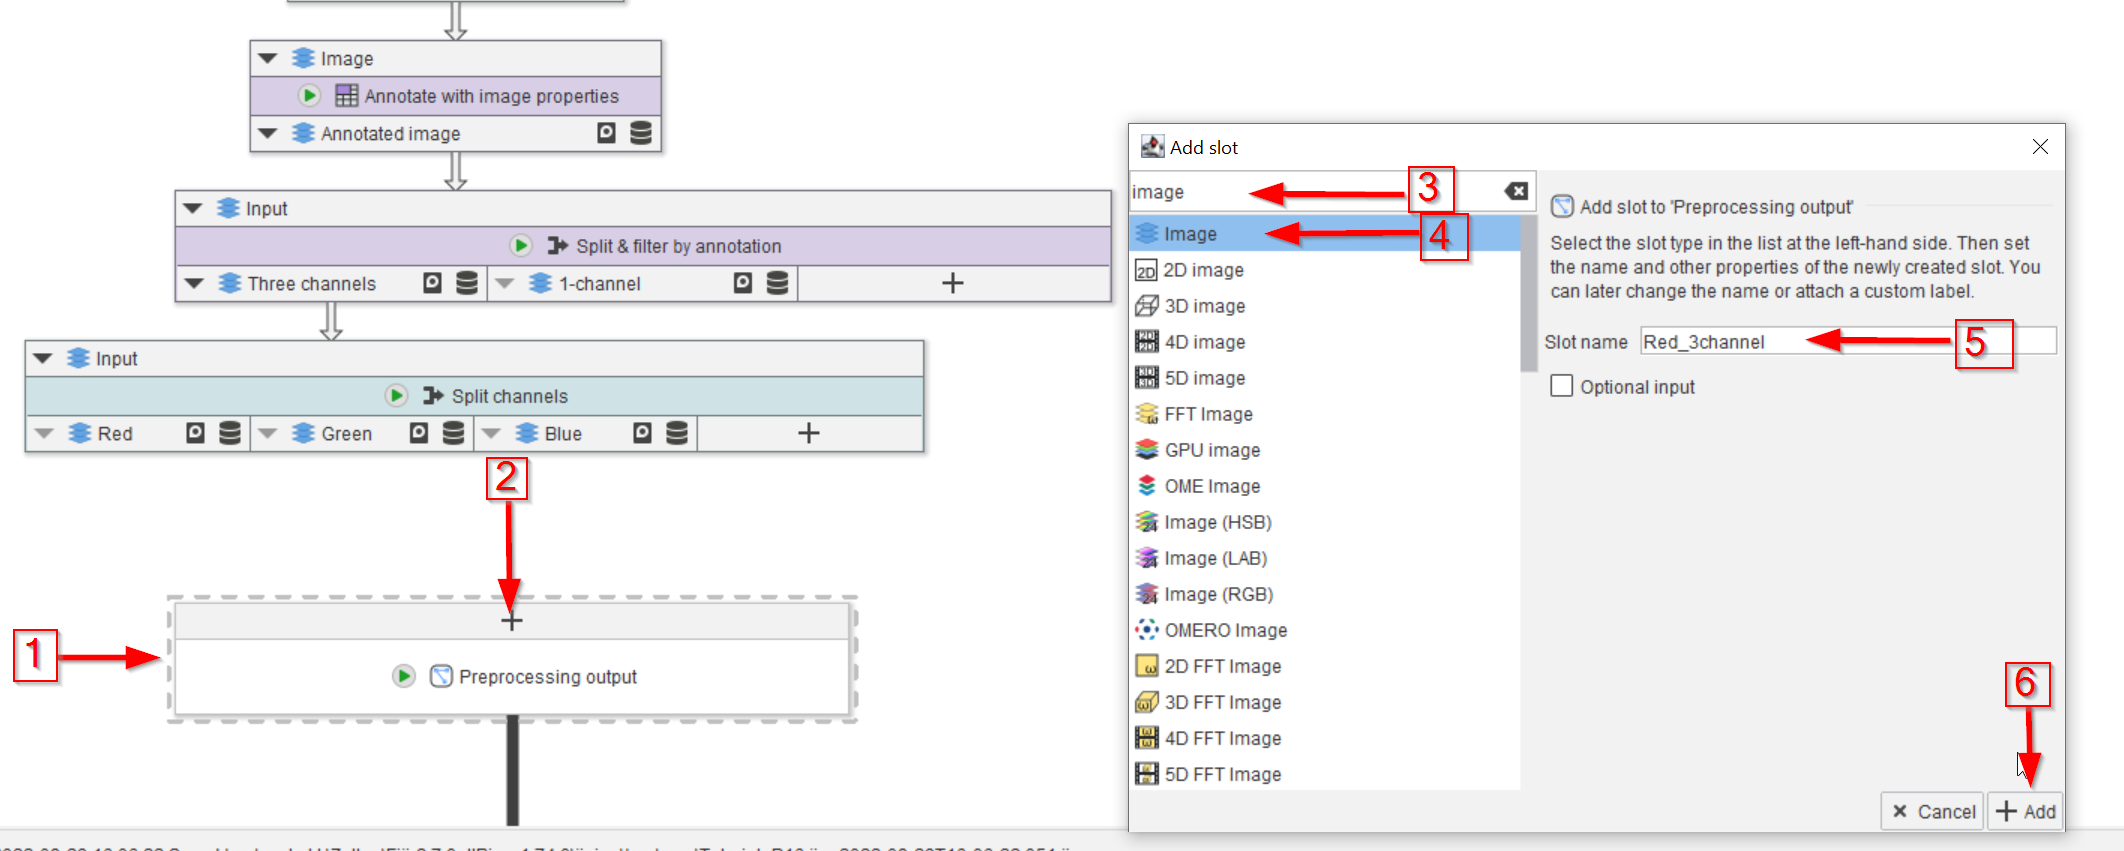 Image
Annotate with image properties
Annotated image
Input
Split & filter by annotation
Three channels
1-channel
Input
Split channels
Red
Green
Blue
2
1
Preprocessing output
Add slot
image
3
Image
4
2D image
3D image
4D image
5D image
FFT Image
GPU image
OME Image
Image (HSB)
Image (LAB)
Image (RGB)
OMERO Image
2D FFT Image
3D FFT Image
4D FFT Image
5D FFT Image
Add slot to 'Preprocessing output'
Select the slot type in the list at the left-hand side. Then set
the name and other properties of the newly created slot. You
can later change the name or attach a custom label.
Slot name Red_3channel
5
Optional input
6
Cancel
Add